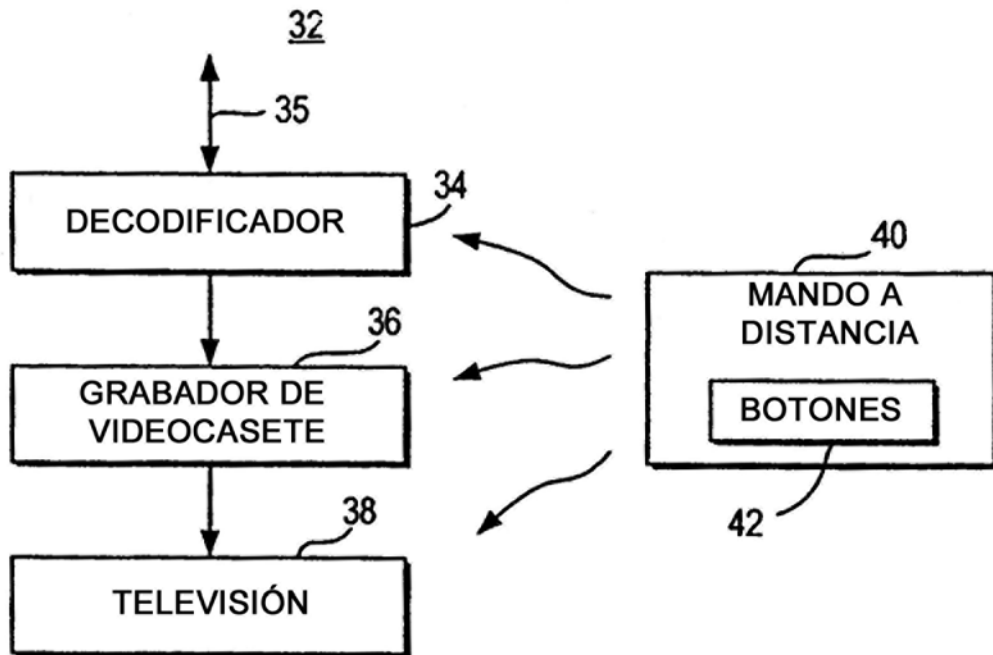 32
35
DECODIFICADOR
34
36
GRABADOR DE
VIDEOCASETE
38
TELEVISIÓN
40
MANDO A
DISTANCIA
BOTONES
42